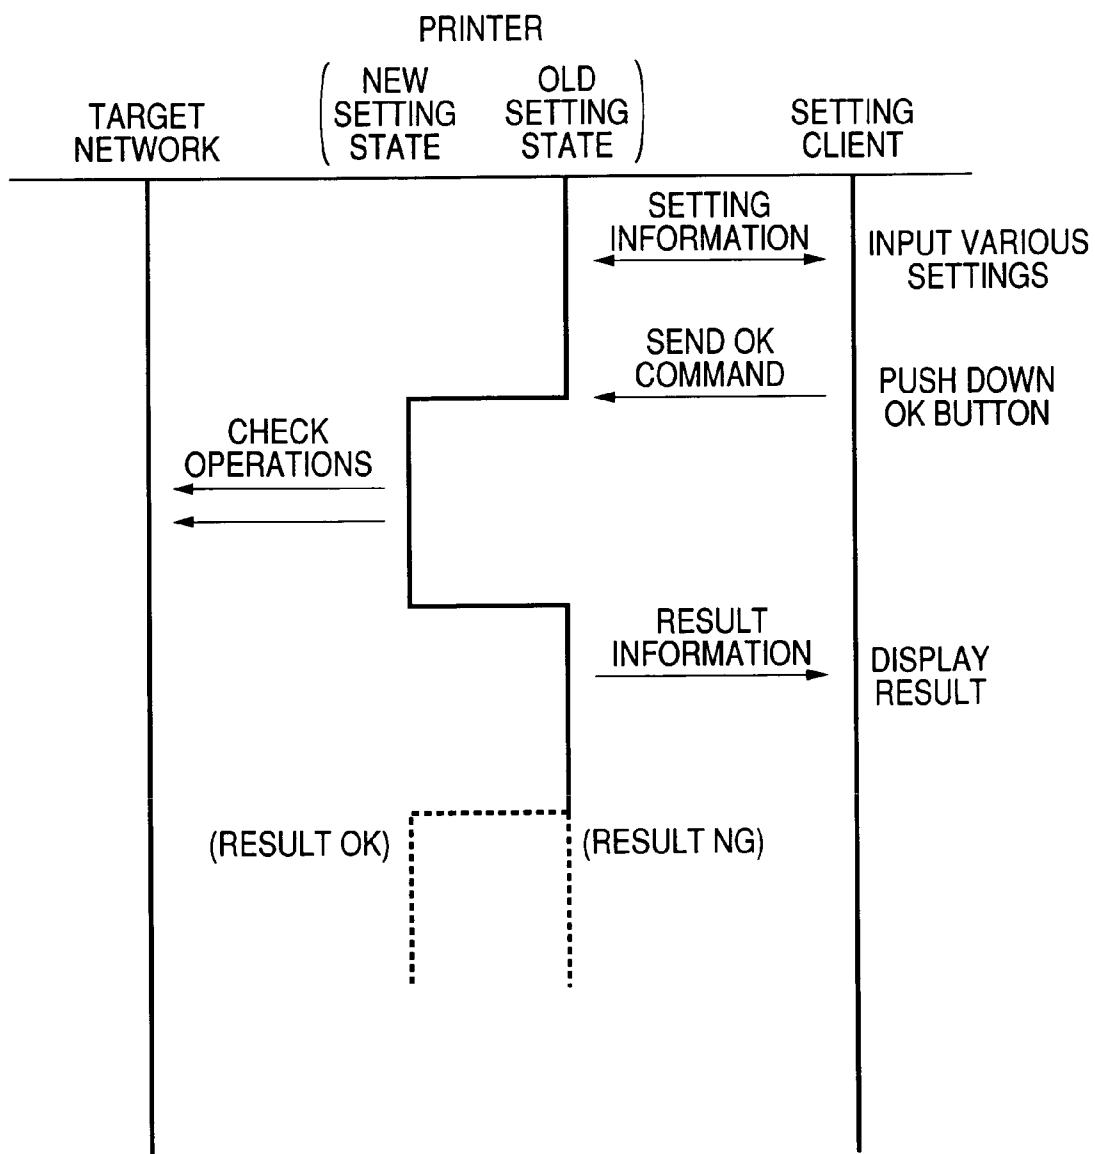 PRINTER
NEW
SETTING
STATE
OLD
SETTING
STATE
TARGET
NETWORK
SETTING
CLIENT
SETTING
INFORMATION
INPUT VARIOUS
SETTINGS
SEND OK
COMMAND
PUSH DOWN
OK BUTTON
CHECK
OPERATIONS
RESULT
INFORMATION
DISPLAY
RESULT
(RESULT OK)
(RESULT NG)